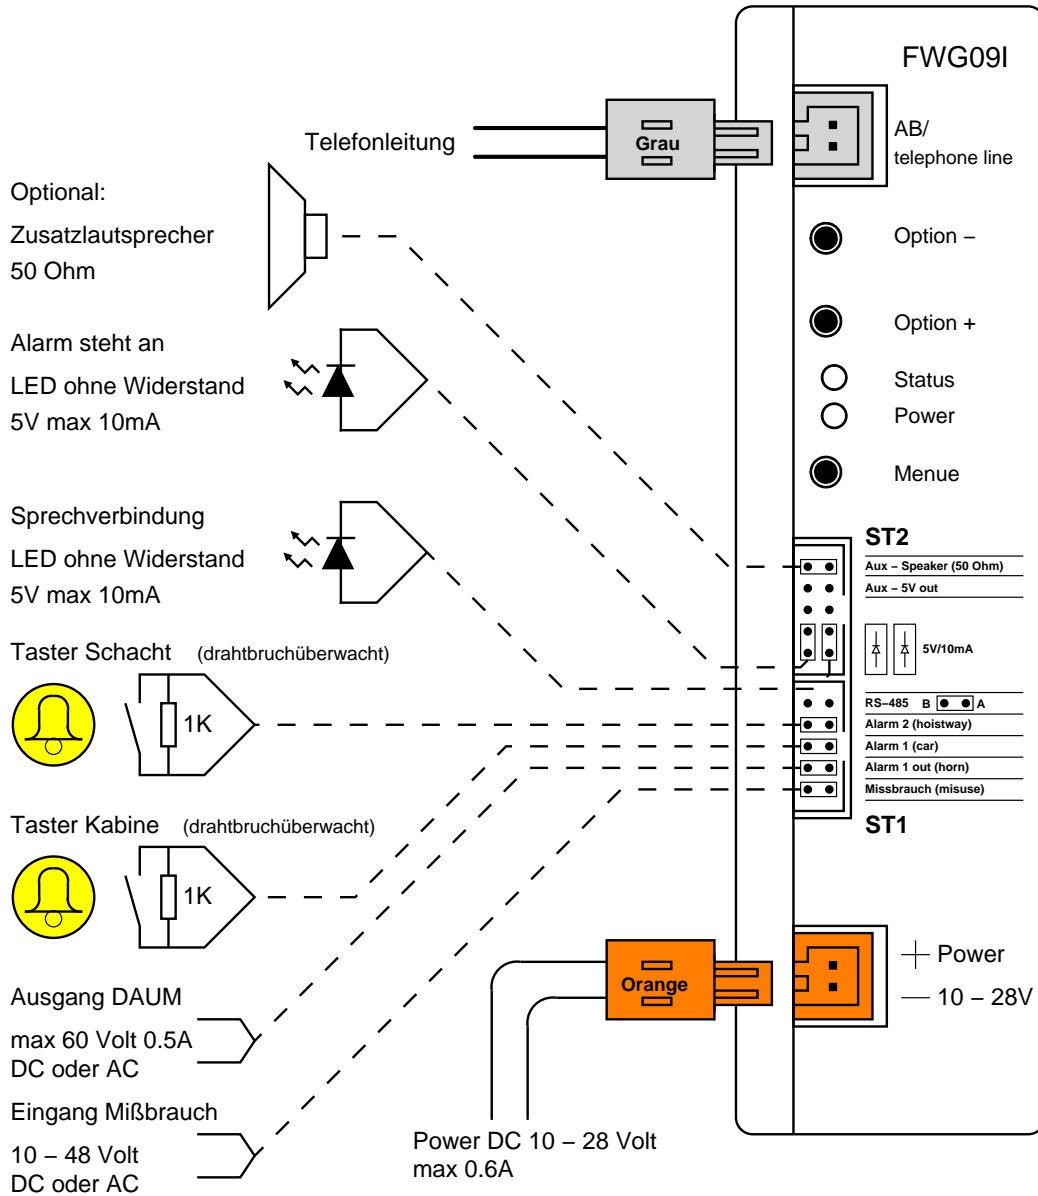 FWG09I
Telefonleitung
Grau
AB/
telephone line
Optional:
Zusatzlautsprecher
50 Ohm
Option –
Alarm steht an
LED ohne Widerstand
5V max 10mA
Option +
Status
Power
Menue
Sprechverbindung
LED ohne Widerstand
5V max 10mA
ST2
Aux – Speaker (50 Ohm)
Aux – 5V out
5V/10mA
Taster Schacht (drahtbruchüberwacht)
1K
RS–485 B A
Alarm 2 (hoistway)
Alarm 1 (car)
Alarm 1 out (horn)
Missbrauch (misuse)
ST1
Taster Kabine (drahtbruchüberwacht)
1K
Orange
Power
10 – 28V
Ausgang DAUM
max 60 Volt 0.5A
DC oder AC
Eingang Mißbrauch
10 – 48 Volt
DC oder AC
Power DC 10 – 28 Volt
max 0.6A